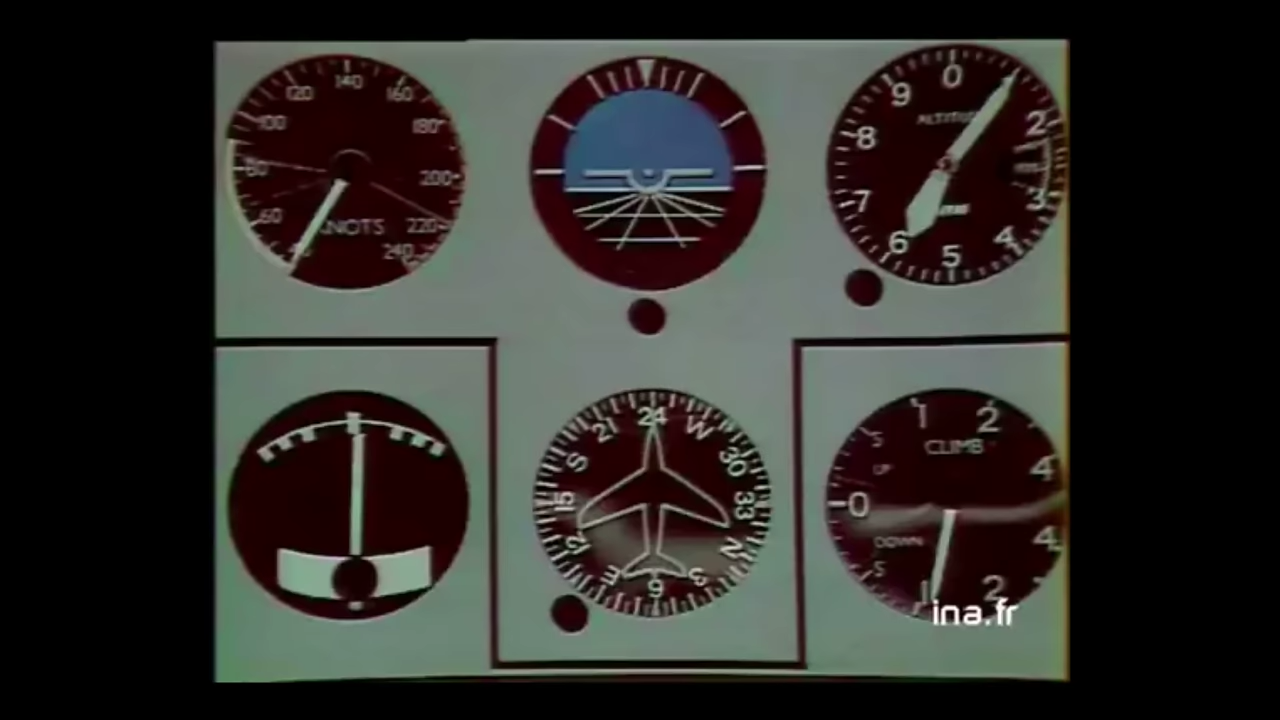 140
120 160
100 180
80 200
60 KNOTS 220
40 240
0
9
ALTITU
8 2
7 3
6 4
5
24
21 W
S 30
15 33
12 N
E 3
6
1 2
S CLIMB
UP 4
0
DOWN 4
S
1 2
ina.fr